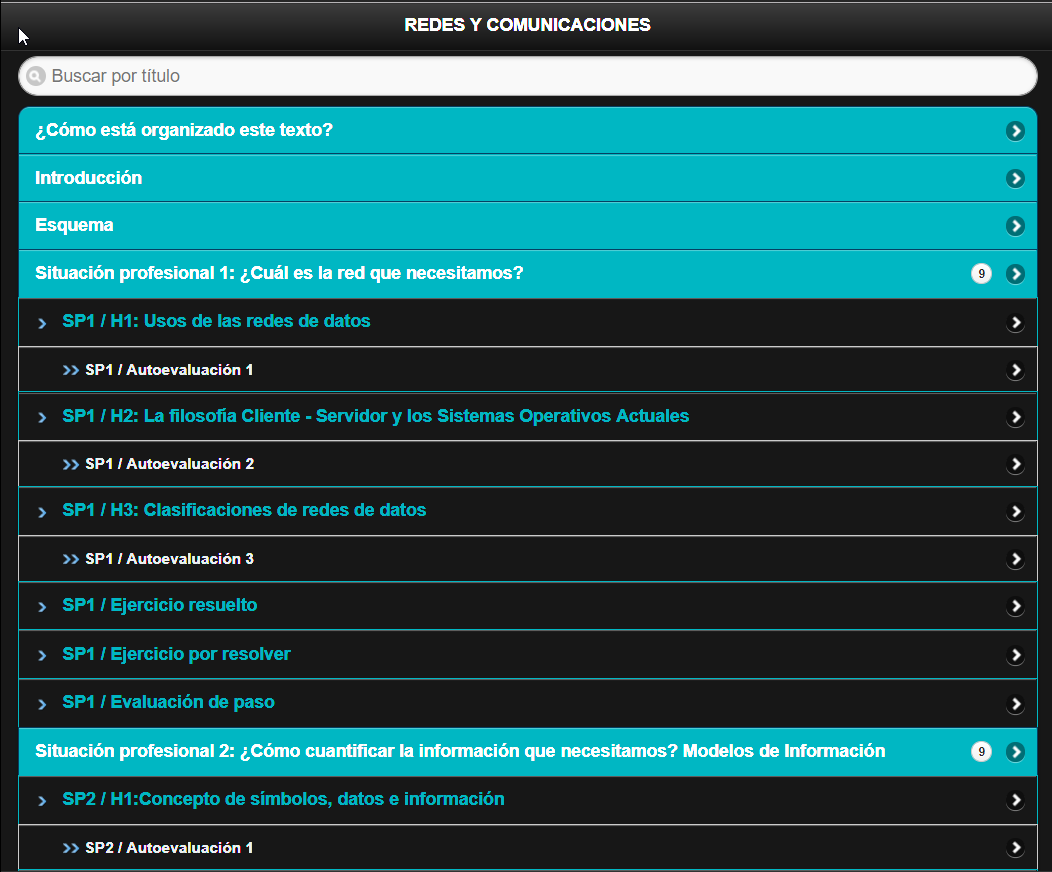 REDES Y COMUNICACIONES
Buscar por título
¿Cómo está organizado este texto?
Introducción
Esquema
Situación profesional 1: ¿Cuál es la red que necesitamos? 9
SP1 / H1: Usos de las redes de datos
SP1 / Autoevaluación 1
SP1 / H2: La filosofía Cliente - Servidor y los Sistemas Operativos Actuales
SP1 / Autoevaluación 2
SP1 / H3: Clasificaciones de redes de datos
SP1 / Autoevaluación 3
SP1 / Ejercicio resuelto
SP1 / Ejercicio por resolver
SP1 / Evaluación de paso
Situación profesional 2: ¿Cómo cuantificar la información que necesitamos? Modelos de Información 9
SP2 / H1:Concepto de símbolos, datos e información
SP2 / Autoevaluación 1